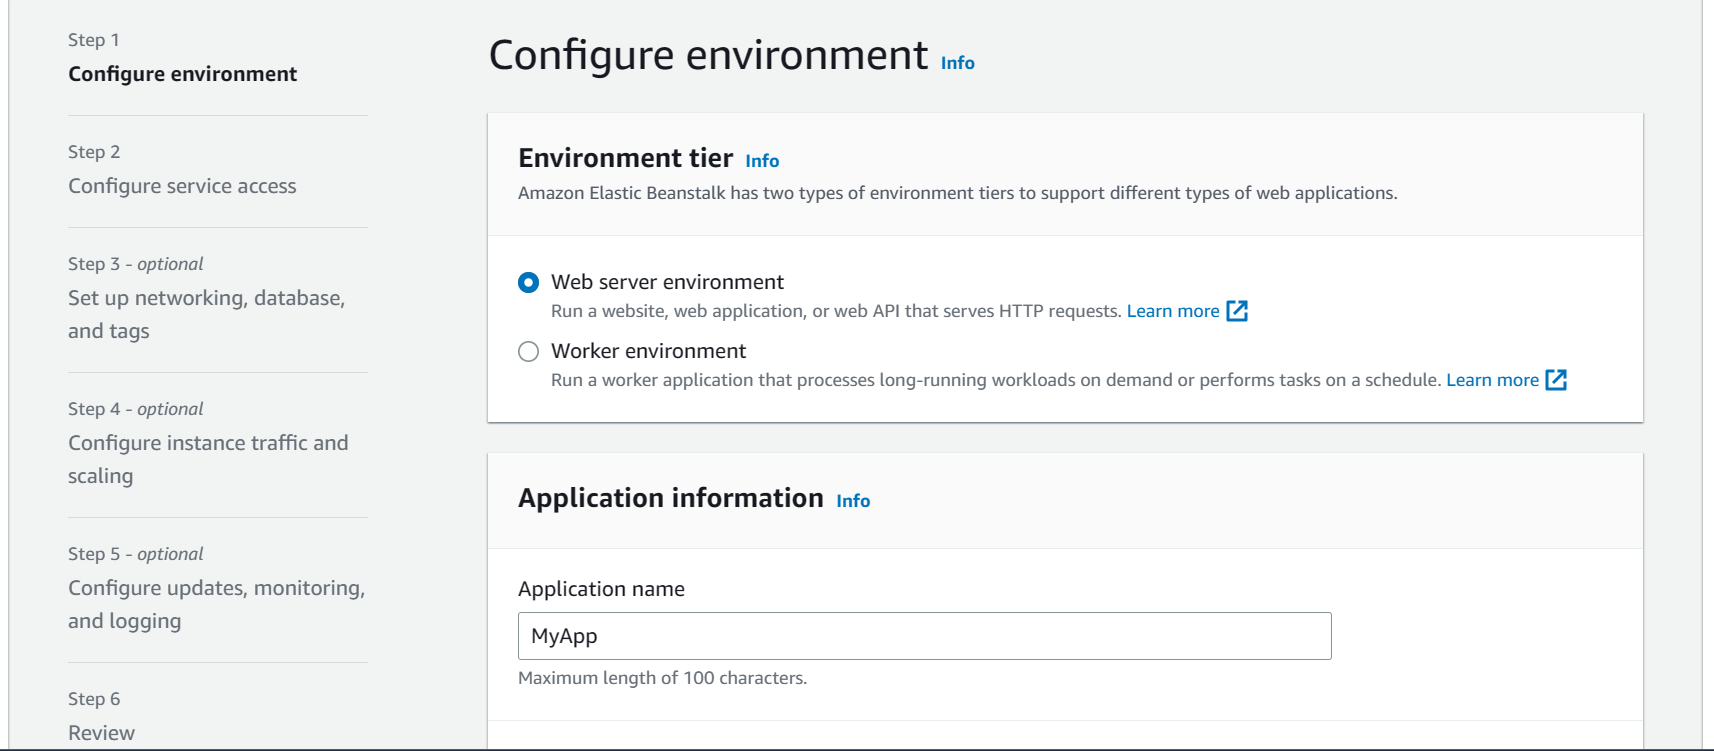 Step 1
Configure environment
Step 2
Configure service access
Step 3 - optional
Set up networking, database,
and tags
Step 4 - optional
Configure instance traffic and
scaling
Step 5 - optional
Configure updates, monitoring,
and logging
Step 6
Review
Configure environment Info
Environment tier Info
Amazon Elastic Beanstalk has two types of environment tiers to support different types of web applications.
Web server environment
Run a website, web application, or web API that serves HTTP requests. Learn more
Worker environment
Run a worker application that processes long-running workloads on demand or performs tasks on a schedule. Learn more
Application information Info
Application name
MyApp
Maximum length of 100 characters.